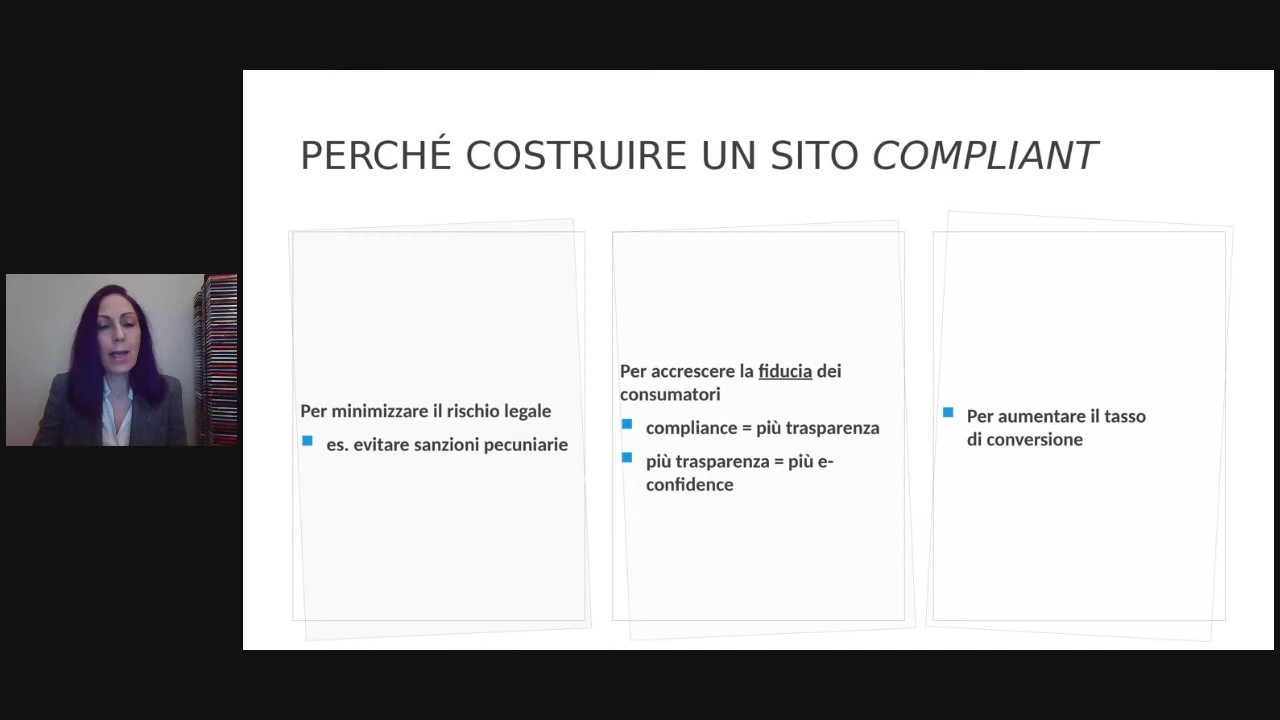 PERCHÉ COSTRUIRE UN SITO COMPLIANT
Per minimizzare il rischio legale
es. evitare sanzioni pecuniarie
Per accrescere la fiducia dei
consumatori
compliance = più trasparenza
più trasparenza = più e-
confidence
Per aumentare il tasso
di conversione